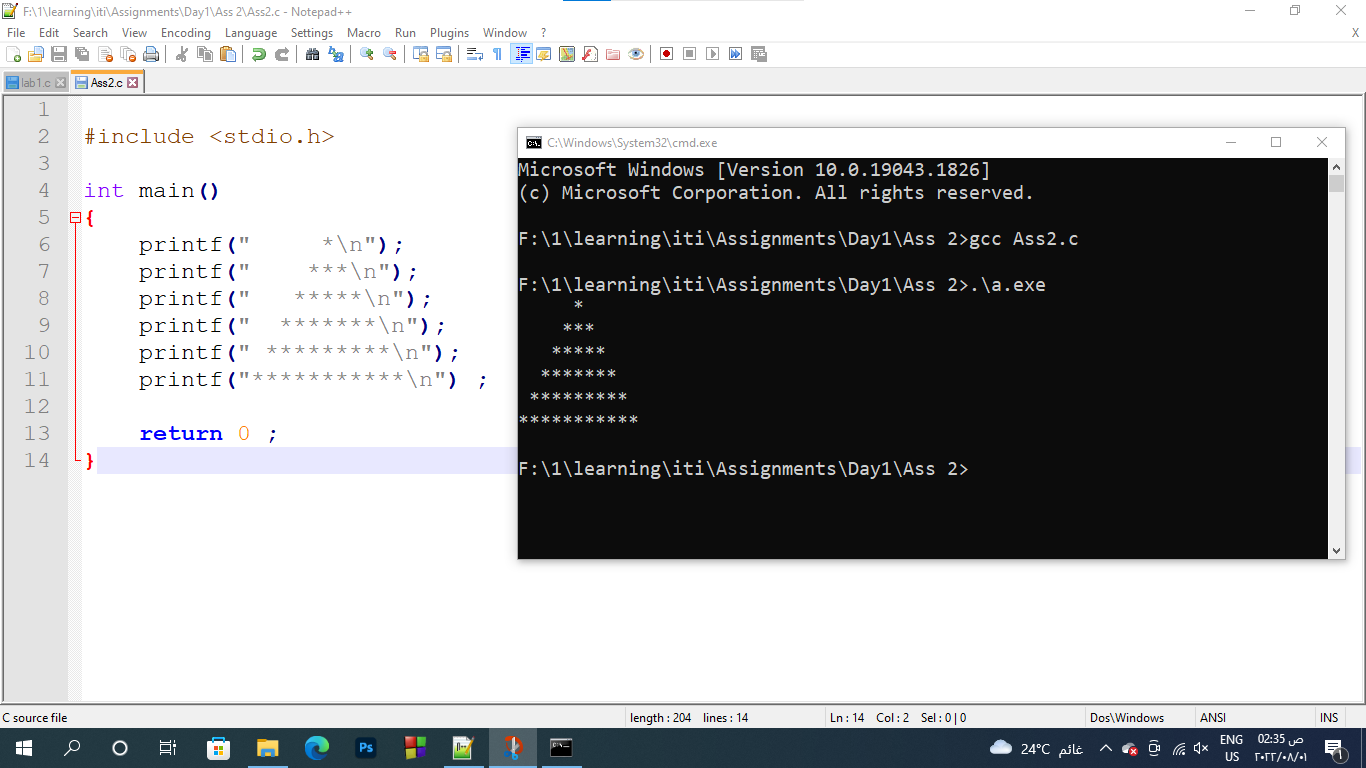 F:\1\learning\iti\Assignments\Day1\Ass 2\Ass2.c - Notepad++
File Edit Search View Encoding Language Settings Macro Run Plugins Window ? X
lab1.c Ass2.c
1
2 #include <stdio.h>
3
4 int main()
5 {
6     printf("     *\n");
7     printf("    ***\n");
8     printf("   *****\n");
9     printf("  *******\n");
10     printf(" *********\n");
11     printf("***********\n") ;
12
13     return 0 ;
14 }
C:\Windows\System32\cmd.exe
Microsoft Windows [Version 10.0.19043.1826]
(c) Microsoft Corporation. All rights reserved.
F:\1\learning\iti\Assignments\Day1\Ass 2>gcc Ass2.c
F:\1\learning\iti\Assignments\Day1\Ass 2>.\a.exe
     *
    ***
   *****
  *******
 *********
***********
F:\1\learning\iti\Assignments\Day1\Ass 2>
C source file length : 204 lines : 14 Ln : 14 Col : 2 Sel : 0 | 0 Dos\Windows ANSI INS
Ps 24°C غائم ENG 02:35 ص 1
US ٢٠٢٢/٠٨/٠١